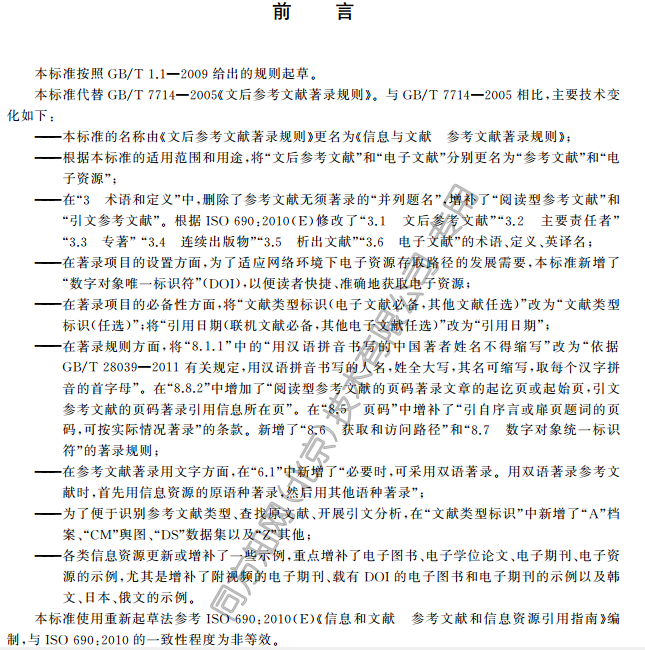 前　　言
本标准按照 GB/T 1.1—2009 给出的规则起草。
本标准代替 GB/T 7714—2005《文后参考文献著录规则》。与 GB/T 7714—2005 相比,主要技术变
化如下:
——本标准的名称由《文后参考文献著录规则》更名为《信息与文献　参考文献著录规则》;
——根据本标准的适用范围和用途,将“文后参考文献”和“电子文献”分别更名为“参考文献”和“电
子资源”;
——在“3　术语和定义”中,删除了参考文献无须著录的“并列题名”,增补了“阅读型参考文献”和
“引文参考文献”。根据 ISO 690:2010(E)修改了“3.1　文后参考文献”“3.2　主要责任者”
“3.3　专著” “3.4　连续出版物”“3.5　析出文献”“3.6　电子文献”的术语、定义、英译名;
——在著录项目的设置方面,为了适应网络环境下电子资源存取路径的发展需要,本标准新增了
“数字对象唯一标识符”(DOI),以便读者快捷、准确地获取电子资源;
——在著录项目的必备性方面,将“文献类型标识(电子文献必备,其他文献任选)”改为“文献类型
标识(任选)”;将“引用日期(联机文献必备,其他电子文献任选)”改为“引用日期”;
——在著录规则方面,将“8.1.1”中的“用汉语拼音书写的中国著者姓名不得缩写”改为“依据
GB/T 28039—2011 有关规定,用汉语拼音书写的人名,姓全大写,其名可缩写,取每个汉字拼
音的首字母”。在“8.8.2”中增加了“阅读型参考文献的页码著录文章的起讫页或起始页,引文
参考文献的页码著录引用信息所在页”。在“8.5　页码”中增补了“引自序言或扉页题词的页
码,可按实际情况著录”的条款。新增了“8.6　获取和访问路径”和“8.7　数字对象统一标识
符”的著录规则;
——在参考文献著录用文字方面,在“6.1”中新增了“必要时,可采用双语著录。用双语著录参考文
献时,首先用信息资源的原语种著录,然后用其他语种著录”;
——为了便于识别参考文献类型、查找原文献、开展引文分析,在“文献类型标识”中新增了“A”档
案、“CM”舆图、“DS”数据集以及“Z”其他;
——各类信息资源更新或增补了一些示例,重点增补了电子图书、电子学位论文、电子期刊、电子资
源的示例,尤其是增补了附视频的电子期刊、载有 DOI 的电子图书和电子期刊的示例以及韩
文、日本、俄文的示例。
本标准使用重新起草法参考 ISO 690:2010(E)《信息和文献　参考文献和信息资源引用指南》编
制,与 ISO 690:2010 的一致性程度为非等效。
同方知网(北京)技术有限公司 专用